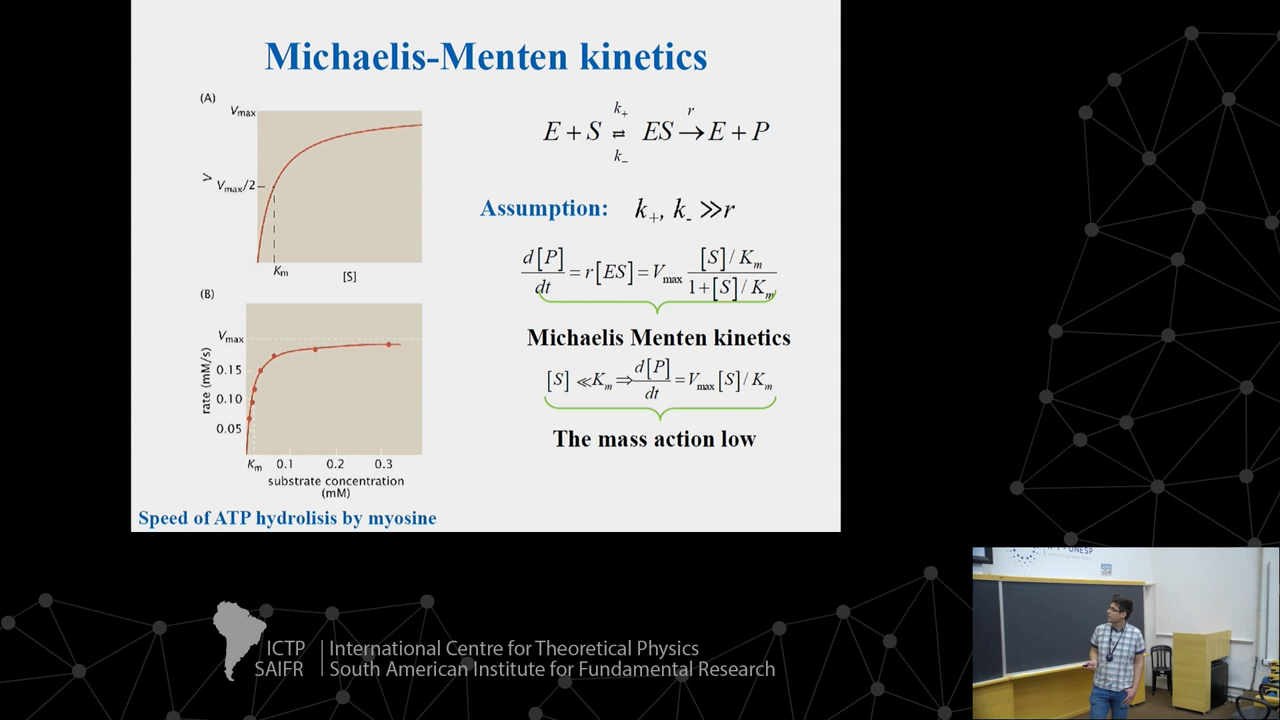 Michaelis-Menten kinetics
(A)
Vmax
V
Vmax/2
Km
[S]
(B)
Vmax
rate (mM/s)
0.15
0.10
0.05
Km 0.1 0.2 0.3
substrate concentration
(mM)
Speed of ATP hydrolisis by myosine
k+ r
E + S ⇄ ES → E + P
k−
Assumption: k+, k- ≫ r
d[P]/dt = r[ES] = Vmax [S]/Km / 1+[S]/Km
Michaelis Menten kinetics
[S] ≪ Km ⇒ d[P]/dt = Vmax [S]/Km
The mass action low
ICTP | International Centre for Theoretical Physics
SAIFR | South American Institute for Fundamental Research
UNESP